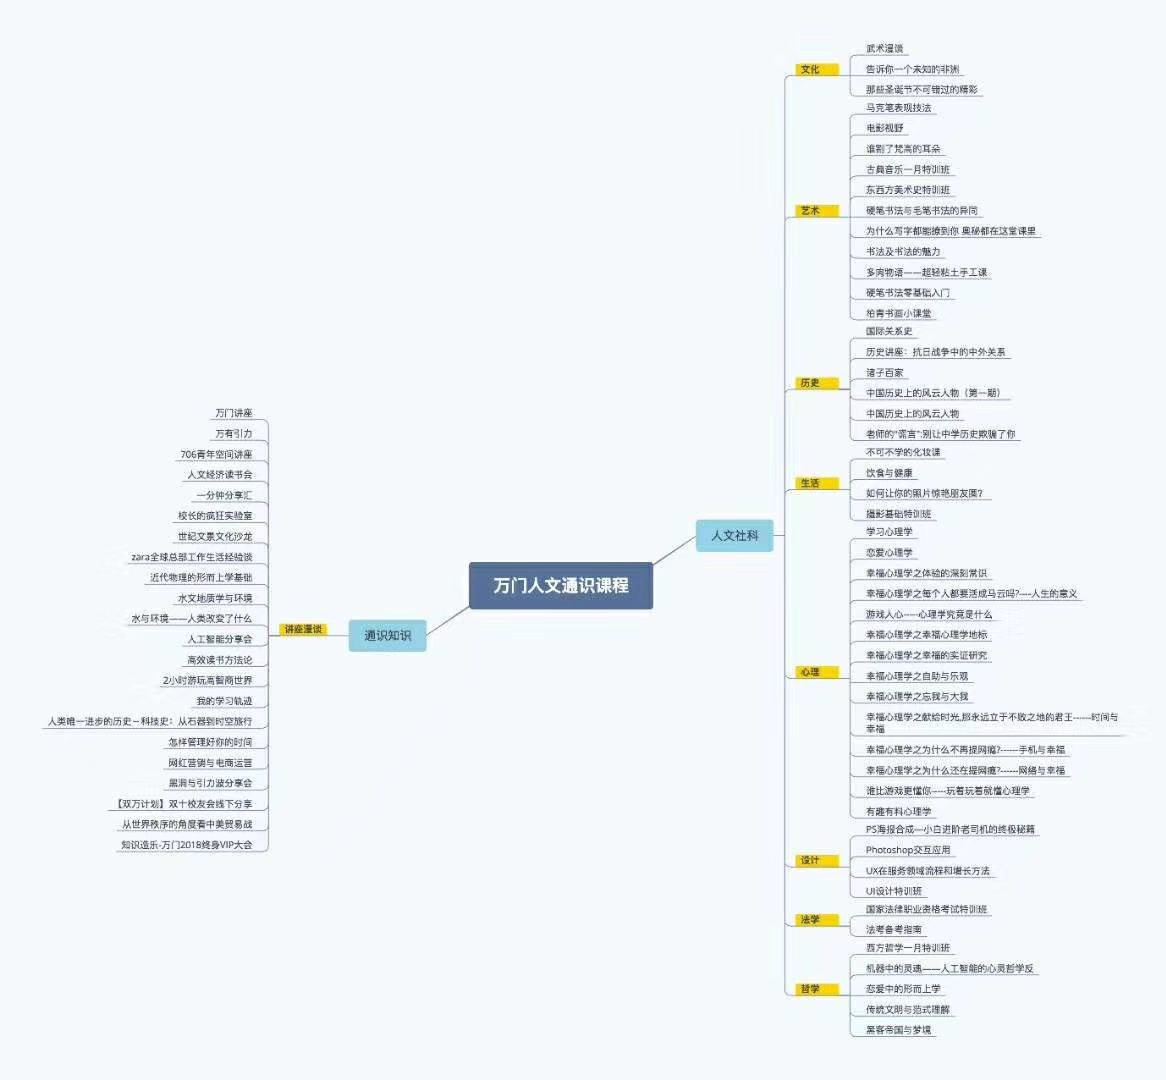 万门人文通识课程
人文社科
文化
武术漫谈
告诉你一个未知的非洲
那些圣诞节不可错过的精彩
艺术
马克笔表现技法
电影视野
谁割了梵高的耳朵
古典音乐一月特训班
东西方美术史特训班
硬笔书法与毛笔书法的异同
为什么写字都能撩到你 奥秘都在这堂课里
书法及书法的魅力
多肉物语——超轻粘土手工课
硬笔书法零基础入门
柏青书画小课堂
历史
国际关系史
历史讲座：抗日战争中的中外关系
诸子百家
中国历史上的风云人物（第一期）
中国历史上的风云人物
老师的"谎言":别让中学历史欺骗了你
生活
不可不学的化妆课
饮食与健康
如何让你的照片惊艳朋友圈?
摄影基础特训班
心理
学习心理学
恋爱心理学
幸福心理学之体验的深刻常识
幸福心理学之每个人都要活成马云吗?----人生的意义
游戏人心-----心理学究竟是什么
幸福心理学之幸福心理学地标
幸福心理学之幸福的实证研究
幸福心理学之自助与乐观
幸福心理学之忘我与大我
幸福心理学之献给时光,那永远立于不败之地的君王------时间与
幸福
幸福心理学之为什么不再提网瘾?------手机与幸福
幸福心理学之为什么还在提网瘾?------网络与幸福
谁比游戏更懂你-----玩着玩着就懂心理学
有趣有料心理学
设计
PS海报合成—小白进阶老司机的终极秘籍
Photoshop交互应用
UX在服务领域流程和增长方法
UI设计特训班
法学
国家法律职业资格考试特训班
法考备考指南
哲学
西方哲学一月特训班
机器中的灵魂——人工智能的心灵哲学反
恋爱中的形而上学
传统文明与范式理解
黑客帝国与梦境
通识知识
讲座漫谈
万门讲座
万有引力
706青年空间讲座
人文经济读书会
一分钟分享汇
校长的疯狂实验室
世纪文景文化沙龙
zara全球总部工作生活经验谈
近代物理的形而上学基础
水文地质学与环境
水与环境——人类改变了什么
人工智能分享会
高效读书方法论
2小时游玩高智商世界
我的学习轨迹
人类唯一进步的历史－科技史：从石器到时空旅行
怎样管理好你的时间
网红营销与电商运营
黑洞与引力波分享会
【双万计划】双十校友会线下分享
从世界秩序的角度看中美贸易战
知识造乐-万门2018终身VIP大会